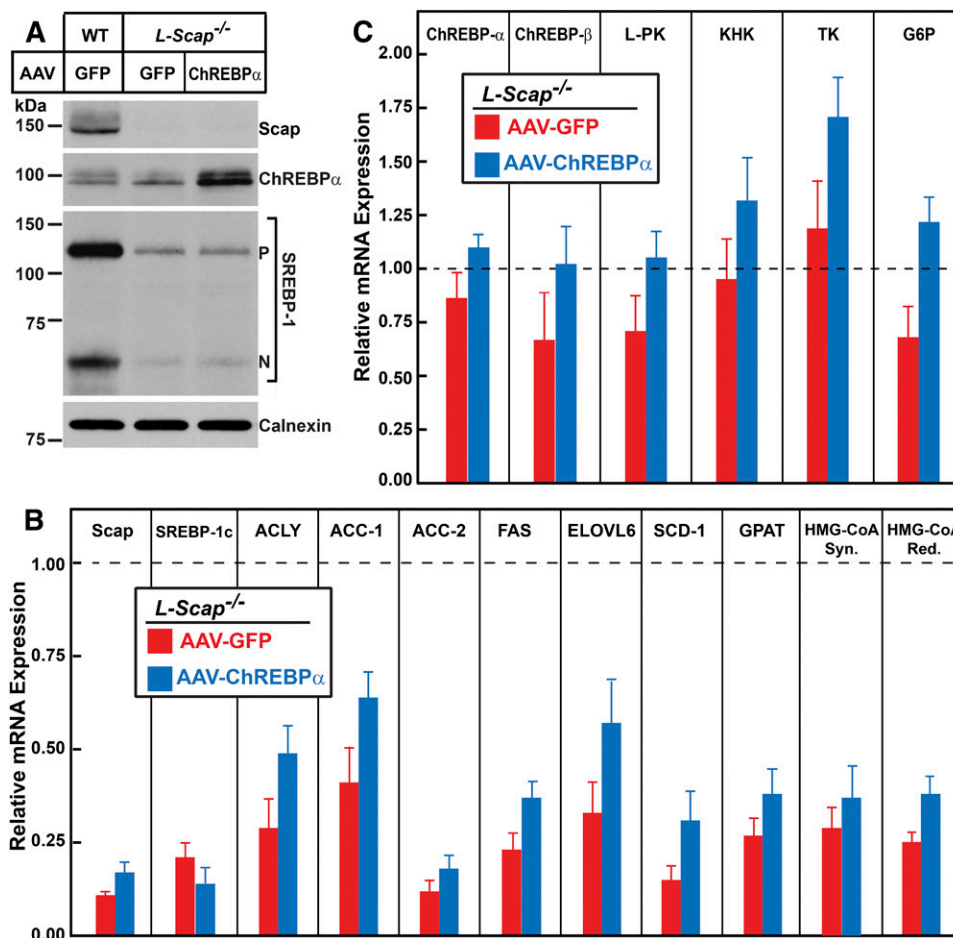 A
WT L-Scap-/-
AAV GFP GFP ChREBPα
kDa
150
Scap
100
ChREBPα
150
P
100
SREBP-1
75
N
Calnexin
75
C
ChREBP-α ChREBP-β L-PK KHK TK G6P
2.00
L-Scap-/-
AAV-GFP
AAV-ChREBPα
1.75
1.50
1.25
1.00
0.75
0.50
0.25
0.00
Relative mRNA Expression
B
Scap SREBP-1c ACLY ACC-1 ACC-2 FAS ELOVL6 SCD-1 GPAT HMG-CoA HMG-CoA
Syn. Red.
1.00
L-Scap-/-
AAV-GFP
AAV-ChREBPα
0.75
0.50
0.25
0.00
Relative mRNA Expression